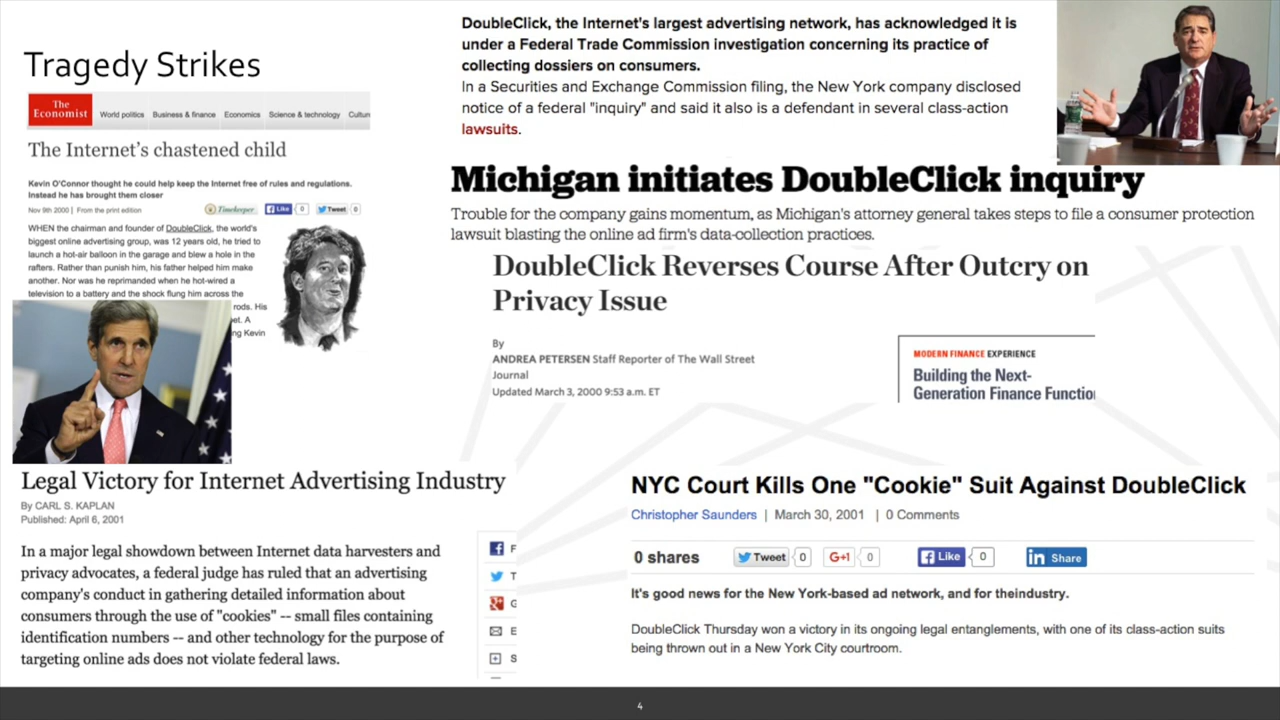 Tragedy Strikes
The
Economist
World politics
Business & finance
Economics
Science & technology
Cultur
The Internet's chastened child
Kevin O'Connor thought he could help keep the Internet free of rules and regulations.
Instead he has brought them closer
Nov 9th 2000 | From the print edition
Timekeeper
Like
0
Tweet
0
WHEN the chairman and founder of DoubleClick, the world's
biggest online advertising group, was 12 years old, he tried to
launch a hot-air balloon in the garage and blew a hole in the
rafters. Rather than punish him, his father helped him make
another. Nor was he reprimanded when he hot-wired a
television to a battery and the shock flung him across the
rods. His
et. A
ng Kevin
DoubleClick, the Internet's largest advertising network, has acknowledged it is
under a Federal Trade Commission investigation concerning its practice of
collecting dossiers on consumers.
In a Securities and Exchange Commission filing, the New York company disclosed
notice of a federal "inquiry" and said it also is a defendant in several class-action
lawsuits.
Michigan initiates DoubleClick inquiry
Trouble for the company gains momentum, as Michigan's attorney general takes steps to file a consumer protection
lawsuit blasting the online ad firm's data-collection practices.
DoubleClick Reverses Course After Outcry on
Privacy Issue
By
ANDREA PETERSEN Staff Reporter of The Wall Street
Journal
Updated March 3, 2000 9:53 a.m. ET
MODERN FINANCE EXPERIENCE
Building the Next-
Generation Finance Functio
Legal Victory for Internet Advertising Industry
By CARL S. KAPLAN
Published: April 6, 2001
In a major legal showdown between Internet data harvesters and
privacy advocates, a federal judge has ruled that an advertising
company's conduct in gathering detailed information about
consumers through the use of "cookies" -- small files containing
identification numbers -- and other technology for the purpose of
targeting online ads does not violate federal laws.
F
T
G
E
S
NYC Court Kills One "Cookie" Suit Against DoubleClick
Christopher Saunders | March 30, 2001 | 0 Comments
0 shares
Tweet
0
G+1
0
Like
0
in Share
It's good news for the New York-based ad network, and for theindustry.
DoubleClick Thursday won a victory in its ongoing legal entanglements, with one of its class-action suits
being thrown out in a New York City courtroom.
4